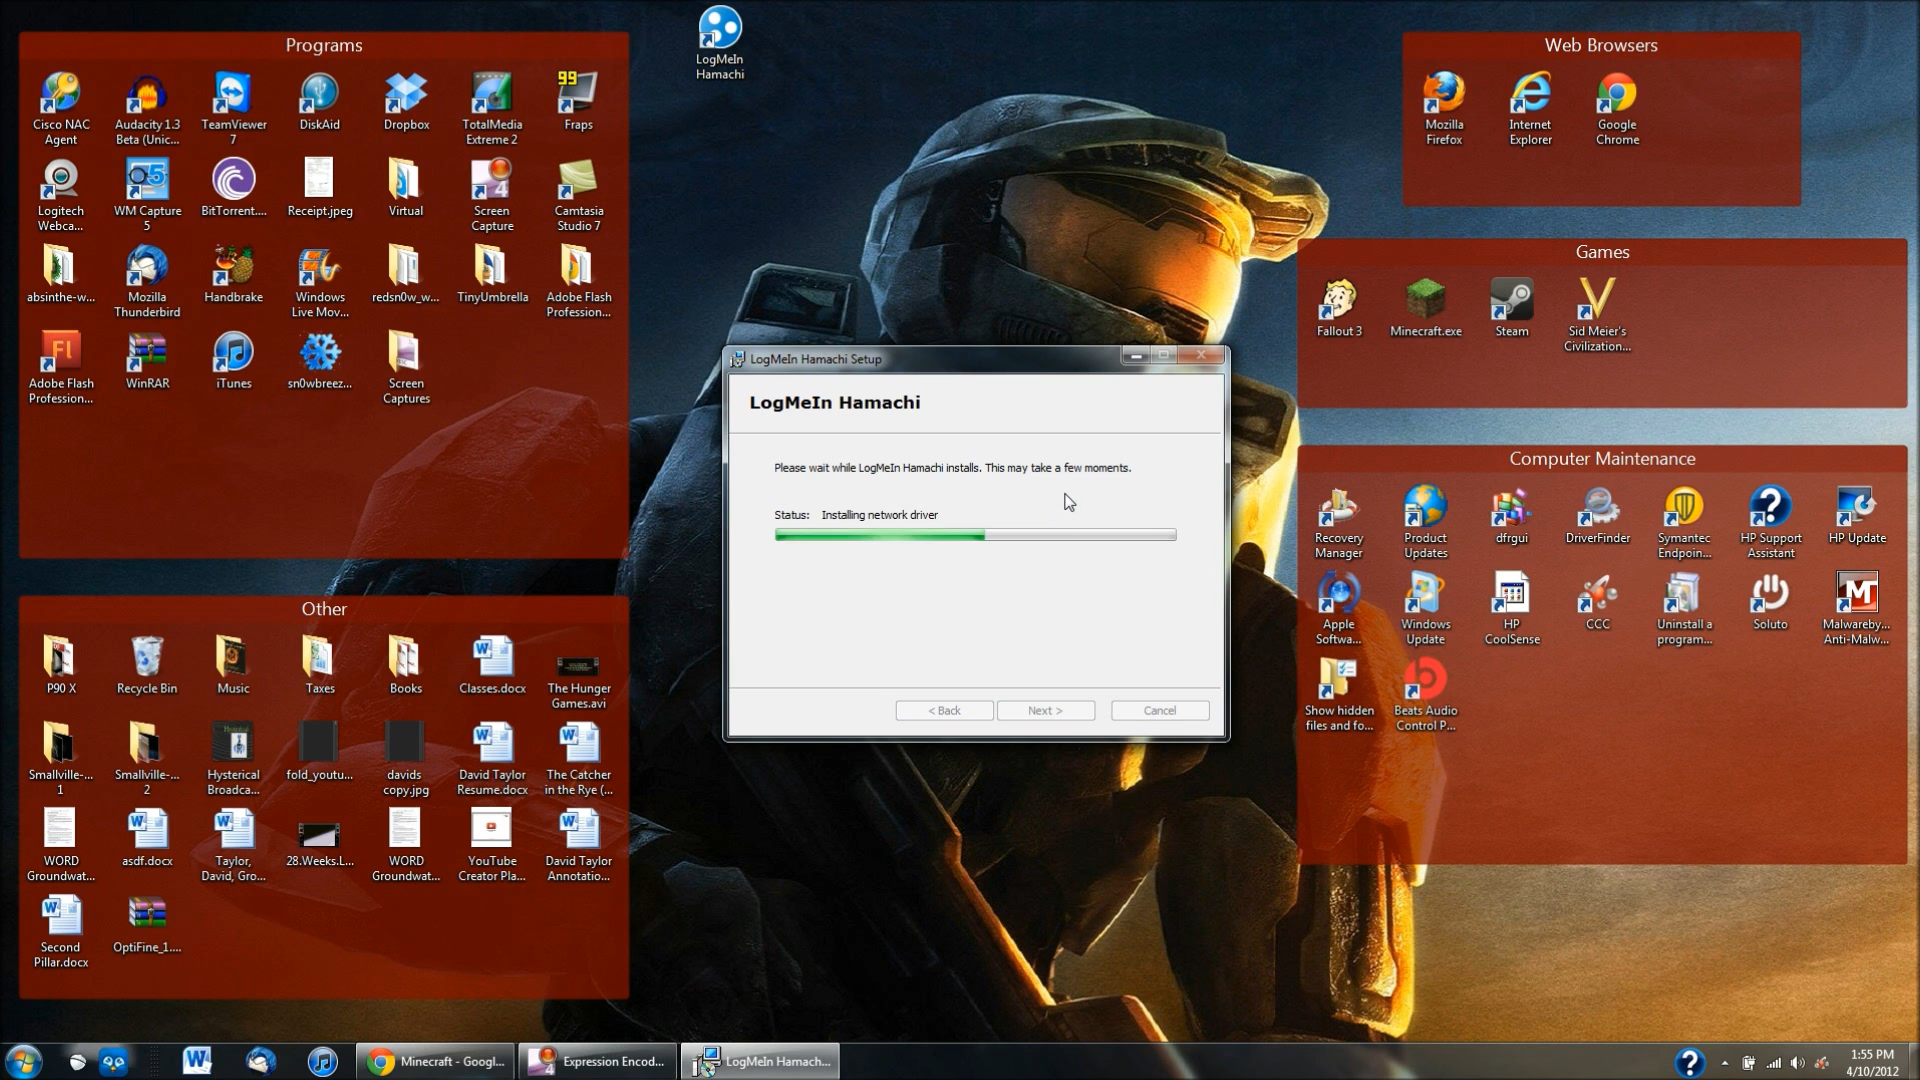 Programs
Cisco NAC
Agent
Audacity 1.3
Beta (Unic...
TeamViewer
7
DiskAid
Dropbox
TotalMedia
Extreme 2
99
Fraps
Logitech
Webca...
WM Capture
5
BitTorrent....
Receipt.jpeg
Virtual
Screen
Capture
Camtasia
Studio 7
absinthe-w...
Mozilla
Thunderbird
Handbrake
Windows
Live Mov...
redsn0w_w...
TinyUmbrella
Adobe Flash
Profession...
Adobe Flash
Profession...
WinRAR
iTunes
sn0wbreez...
Screen
Captures
Other
P90 X
Recycle Bin
Music
Taxes
Books
Classes.docx
The Hunger
Games.avi
Smallville-...
1
Smallville-...
2
Hysterical
Broadca...
fold_youtu...
davids
copy.jpg
David Taylor
Resume.docx
The Catcher
in the Rye (...
WORD
Groundwat...
asdf.docx
Taylor,
David, Gro...
28.Weeks.L...
WORD
Groundwat...
YouTube
Creator Pla...
David Taylor
Annotatio...
Second
Pillar.docx
OptiFine_1....
LogMeIn
Hamachi
LogMeIn Hamachi Setup
LogMeIn Hamachi
Please wait while LogMeIn Hamachi installs. This may take a few moments.
Status: Installing network driver
< Back
Next >
Cancel
Web Browsers
Mozilla
Firefox
Internet
Explorer
Google
Chrome
Games
Fallout 3
Minecraft.exe
Steam
Sid Meier's
Civilization...
Computer Maintenance
Recovery
Manager
Product
Updates
dfrgui
DriverFinder
Symantec
Endpoin...
HP Support
Assistant
HP Update
Apple
Softwa...
Windows
Update
HP
CoolSense
CCC
Uninstall a
program...
Soluto
Malwareby...
Anti-Malw...
Show hidden
files and fo...
Beats Audio
Control P...
Minecraft - Googl...
Expression Encod...
LogMeIn Hamach...
1:55 PM
4/10/2012